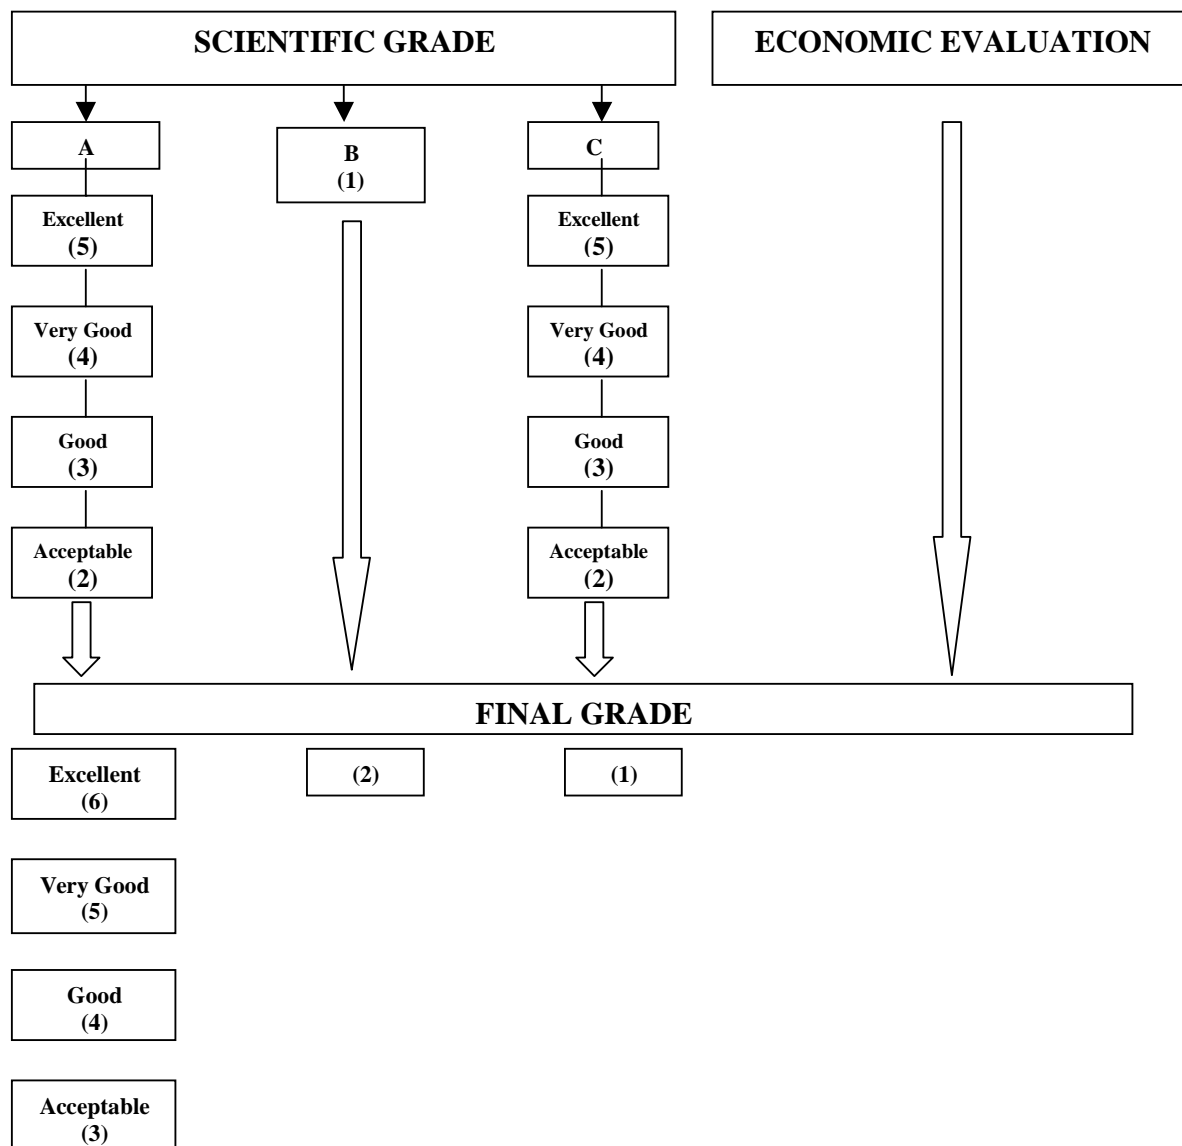 SCIENTIFIC GRADE
ECONOMIC EVALUATION
A
B
(1)
C
Excellent
(5)
Excellent
(5)
Very Good
(4)
Very Good
(4)
Good
(3)
Good
(3)
Acceptable
(2)
Acceptable
(2)
FINAL GRADE
Excellent
(6)
(2)
(1)
Very Good
(5)
Good
(4)
Acceptable
(3)